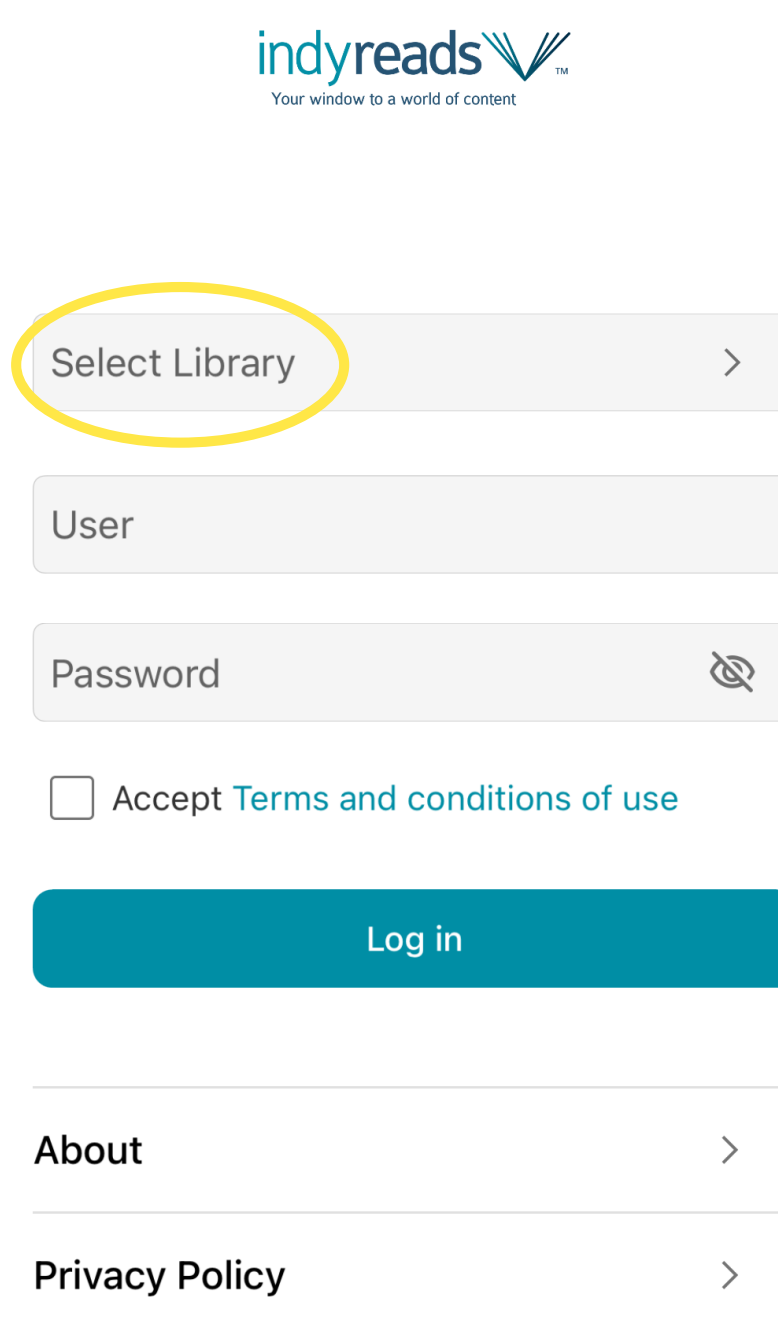 indyreads™
Your window to a world of content
Select Library
User
Password
Accept Terms and conditions of use
Log in
About
Privacy Policy